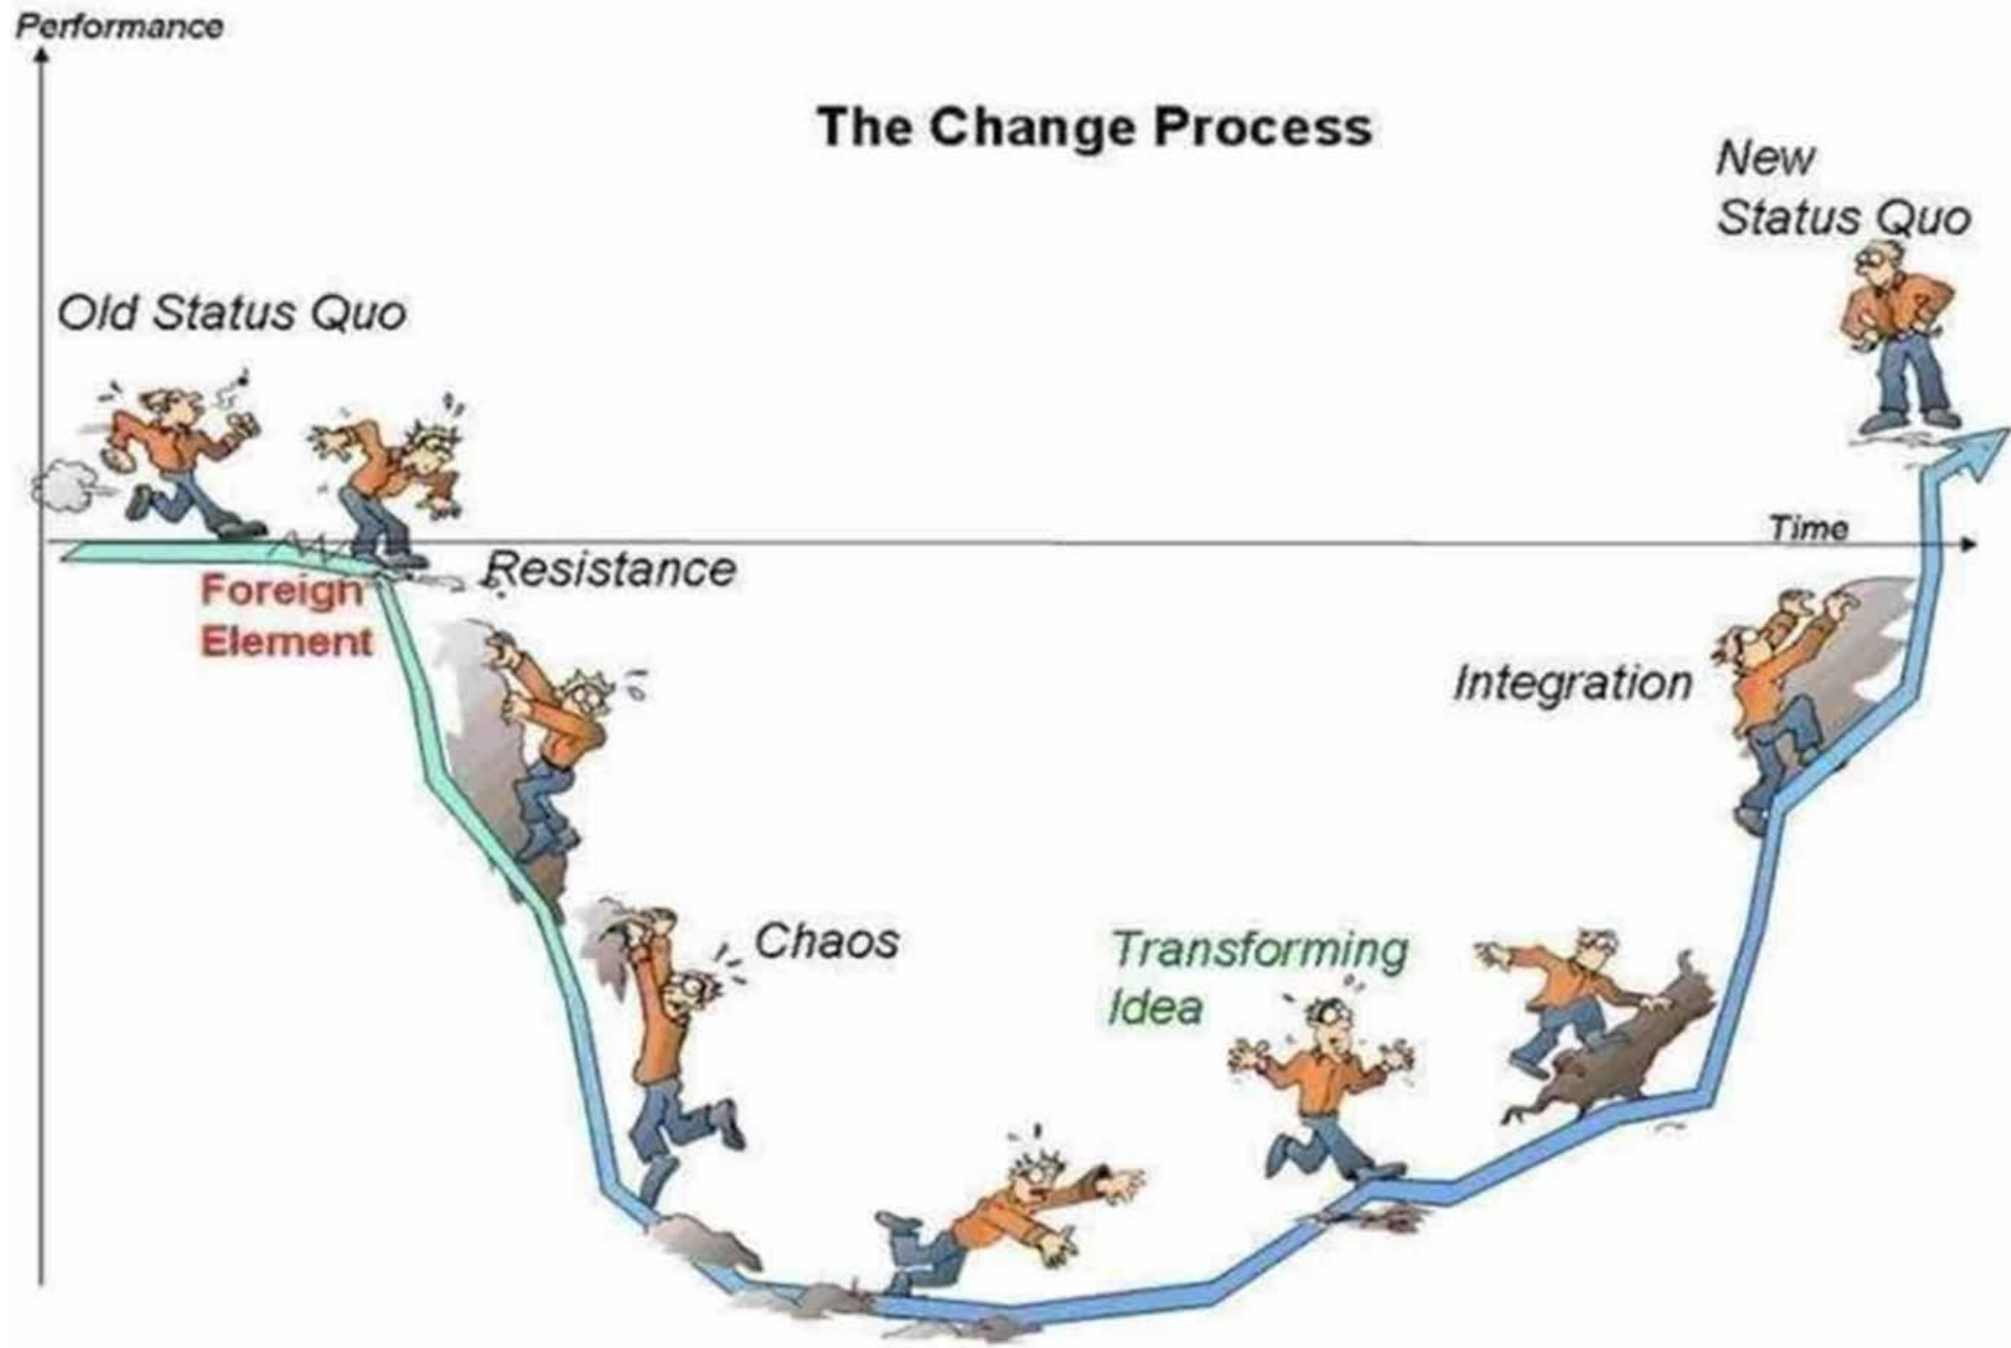 Performance
The Change Process
New
Status Quo
Old Status Quo
Time
Resistance
Foreign
Element
Integration
Chaos
Transforming
Idea